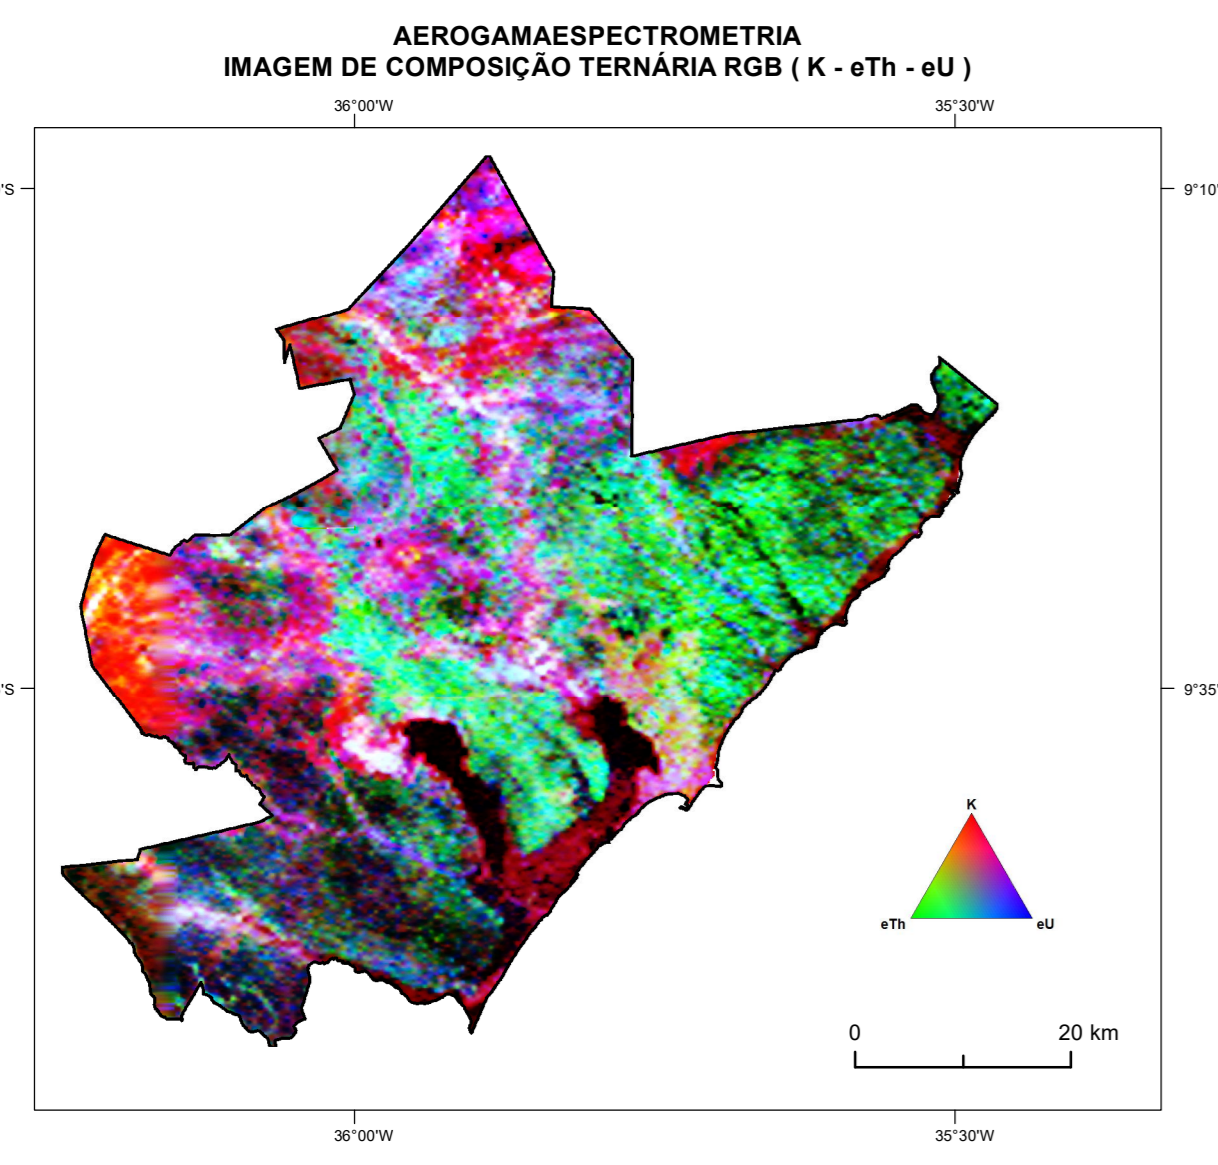 AEROGAMAESPECTROMETRIA
IMAGEM DE COMPOSIÇÃO TERNÁRIA RGB ( K - eTh - eU )
36°00'W
35°30'W
'S
9°10'
'S
9°35'
K
eTh
eU
0
20 km
36°00'W
35°30'W